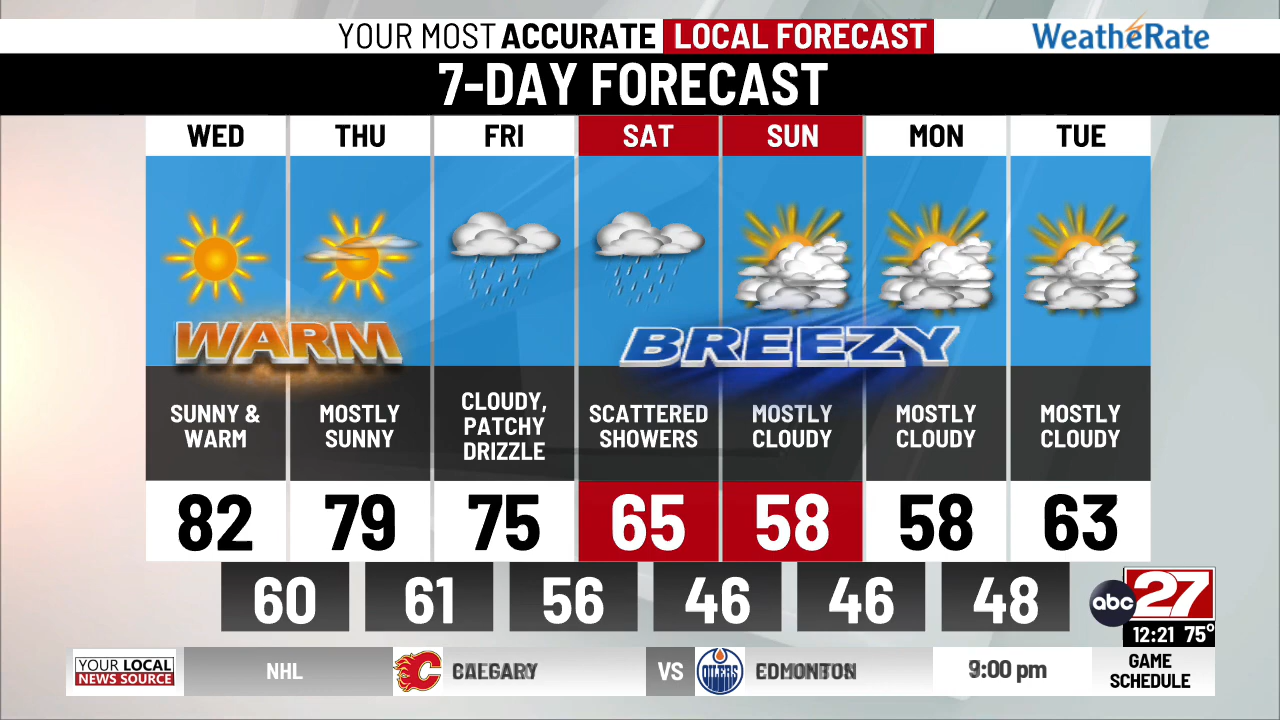 YOUR MOST ACCURATE LOCAL FORECAST
WeatheRate
7-DAY FORECAST
WED THU FRI SAT SUN MON TUE
WARM
BREEZY
SUNNY &
WARM
MOSTLY
SUNNY
CLOUDY,
PATCHY
DRIZZLE
SCATTERED
SHOWERS
MOSTLY
CLOUDY
MOSTLY
CLOUDY
MOSTLY
CLOUDY
82 79 75 65 58 58 63
60 61 56 46 46 48
abc 27
12:21 75°
YOUR LOCAL
NEWS SOURCE
NHL CALGARY VS OILERS EDMONTON 9:00 pm
GAME
SCHEDULE